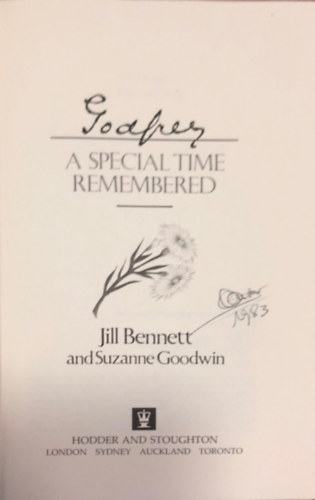 Godfrey
A SPECIAL TIME
REMEMBERED
1983
Jill Bennett
and Suzanne Goodwin
HODDER AND STOUGHTON
LONDON SYDNEY AUCKLAND TORONTO